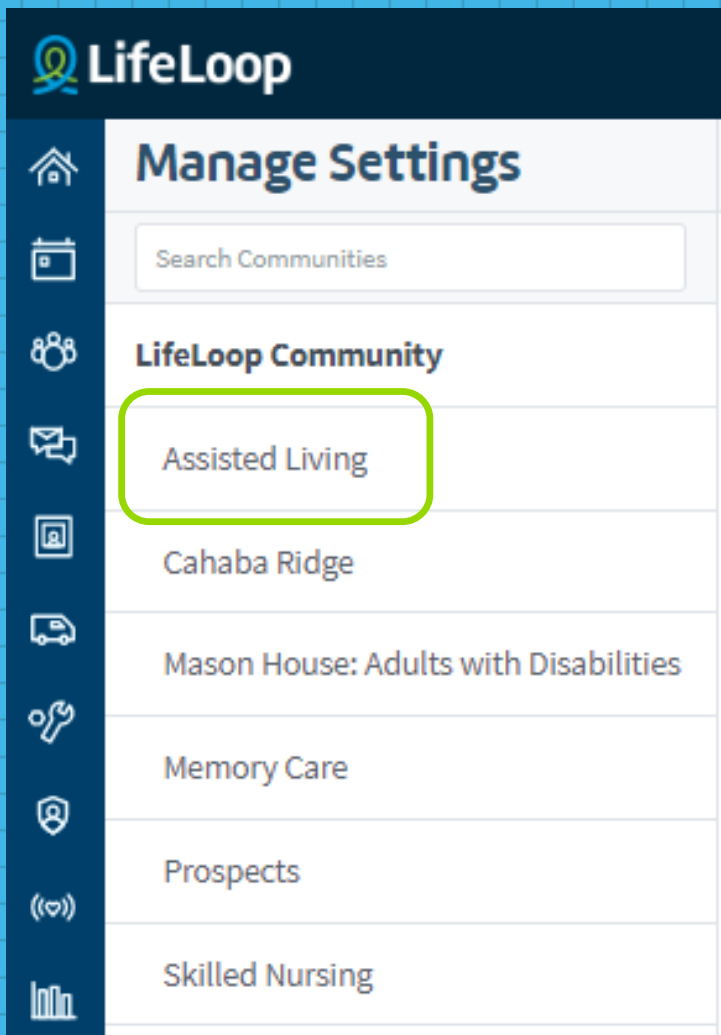 LifeLoop
Manage Settings
Search Communities
LifeLoop Community
Assisted Living
Cahaba Ridge
Mason House: Adults with Disabilities
Memory Care
Prospects
Skilled Nursing